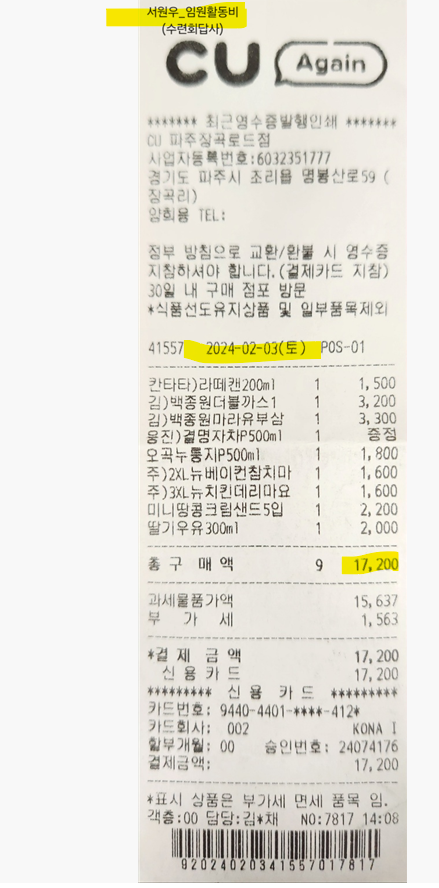 서원우_임원활동비
(수련회답사)
CU Again
******* 최근영수증발행인쇄 *******
CU 파주장곡로드점
사업자등록번호:6032351777
경기도 파주시 조리읍 명봉산로59 (
장곡리)
양희용 TEL:
정부 방침으로 교환/환불 시 영수증
지참하셔야 합니다.(결제카드 지참)
30일 내 구매 점포 방문
*식품선도유지상품 및 일부품목제외
41557 2024-02-03(토) POS-01
칸타타)라떼캔200ml 1 1,500
김)백종원더블까스1 1 3,200
김)백종원마라유부삼 1 3,300
웅진)결명자차P500ml 1 증정
오곡누룽지P500ml 1 1,800
주)2XL뉴베이컨참치마 1 1,600
주)3XL뉴치킨데리마요 1 1,600
미니땅콩크림샌드5입 1 2,200
딸기우유300ml 1 2,000
총 구 매 액 9 17,200
과세물품가액 15,637
부 가 세 1,563
*결 제 금 액 17,200
신 용 카 드 17,200
********* 신 용 카 드 *********
카드번호: 9440-4401-****-412*
카드회사: 002 KONA I
할부개월: 00 승인번호: 24074176
결제금액: 17,200
*표시 상품은 부가세 면세 품목 임.
객층:00 담당:김*채 NO:7817 14:08
92024020341557017817